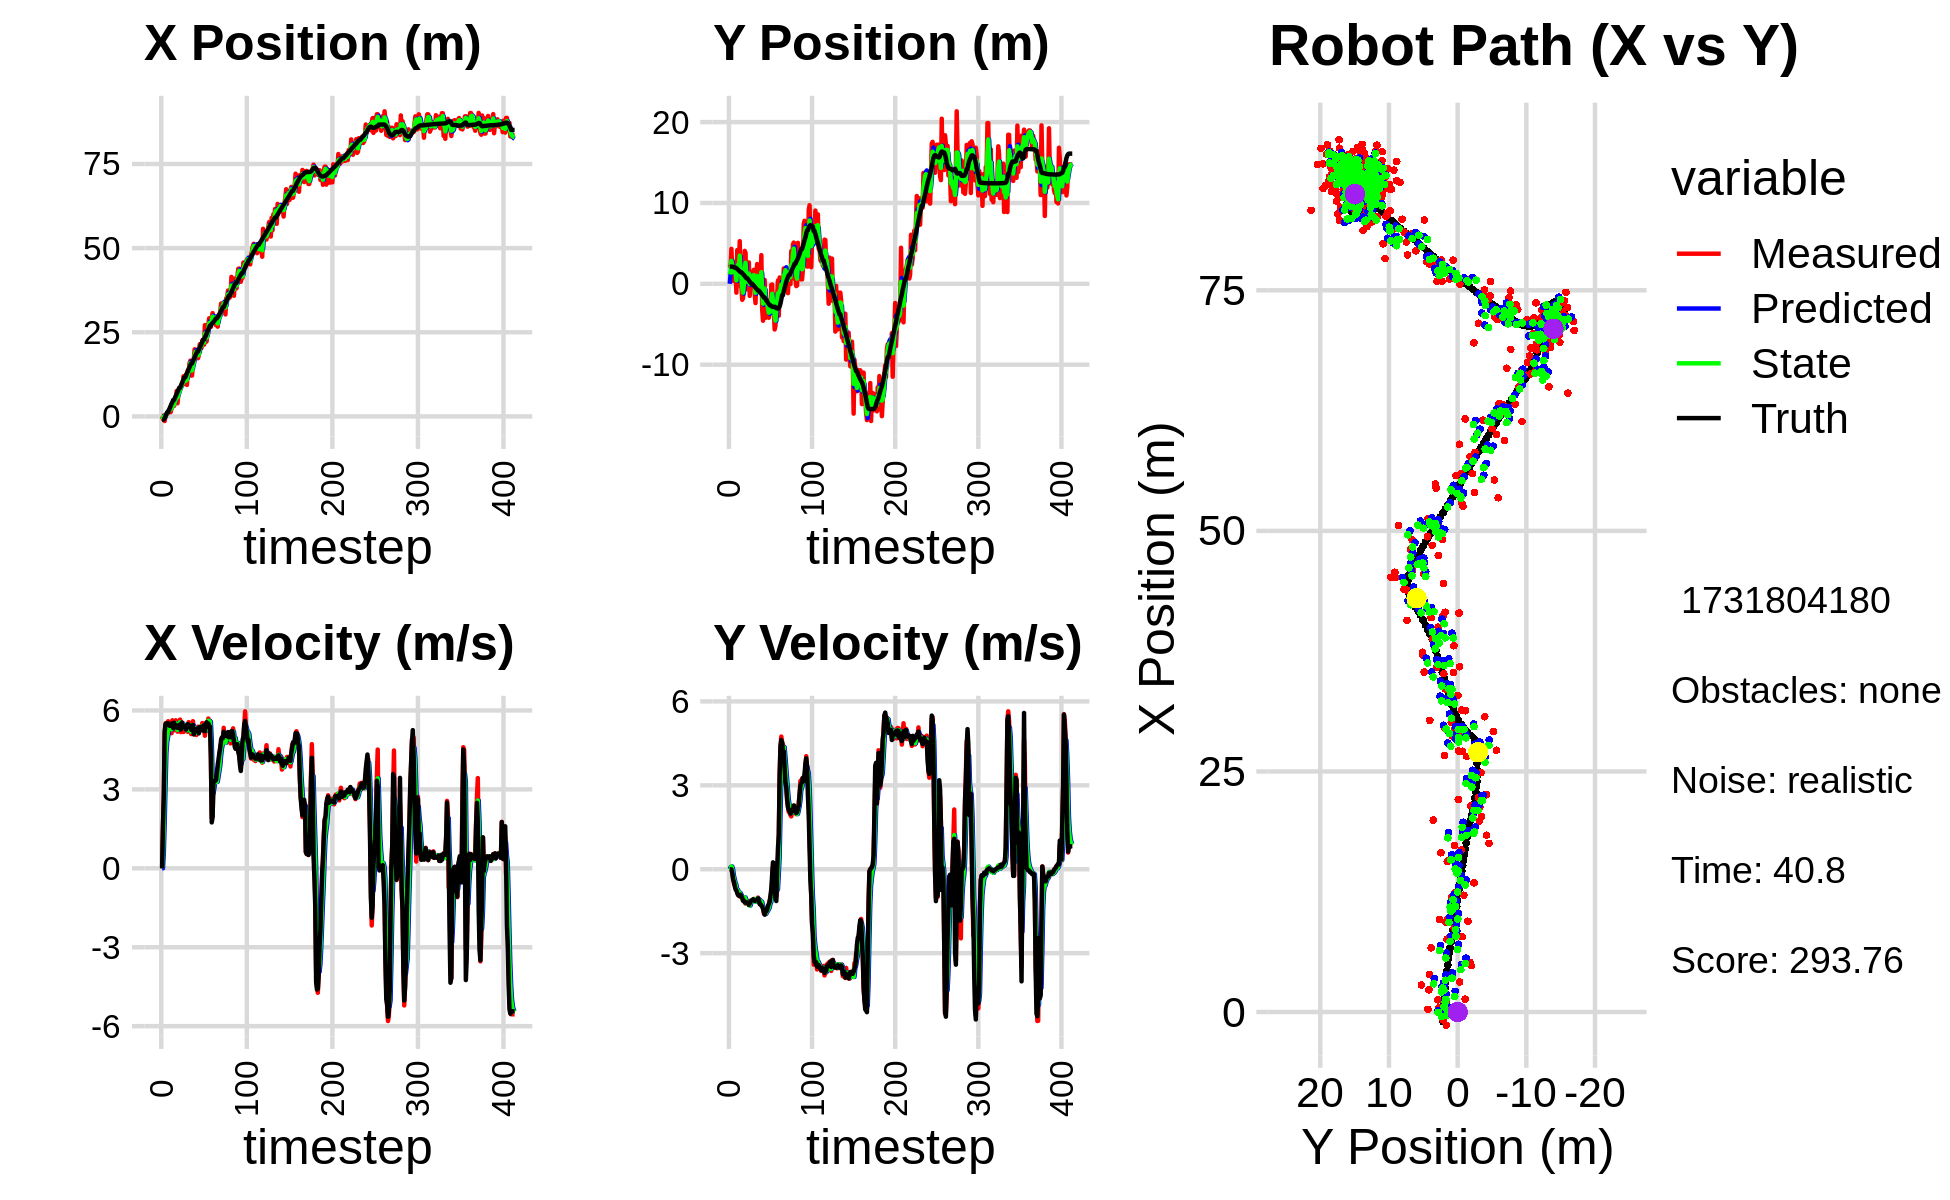 X Position (m)
75
50
25
0
0
100
200
300
400
timestep
Y Position (m)
20
10
0
-10
0
100
200
300
400
timestep
X Velocity (m/s)
6
3
0
-3
-6
0
100
200
300
400
timestep
Y Velocity (m/s)
6
3
0
-3
0
100
200
300
400
timestep
Robot Path (X vs Y)
X Position (m)
75
50
25
0
20 10 0 -10 -20
Y Position (m)
variable
Measured
Predicted
State
Truth
1731804180
Obstacles: none
Noise: realistic
Time: 40.8
Score: 293.76